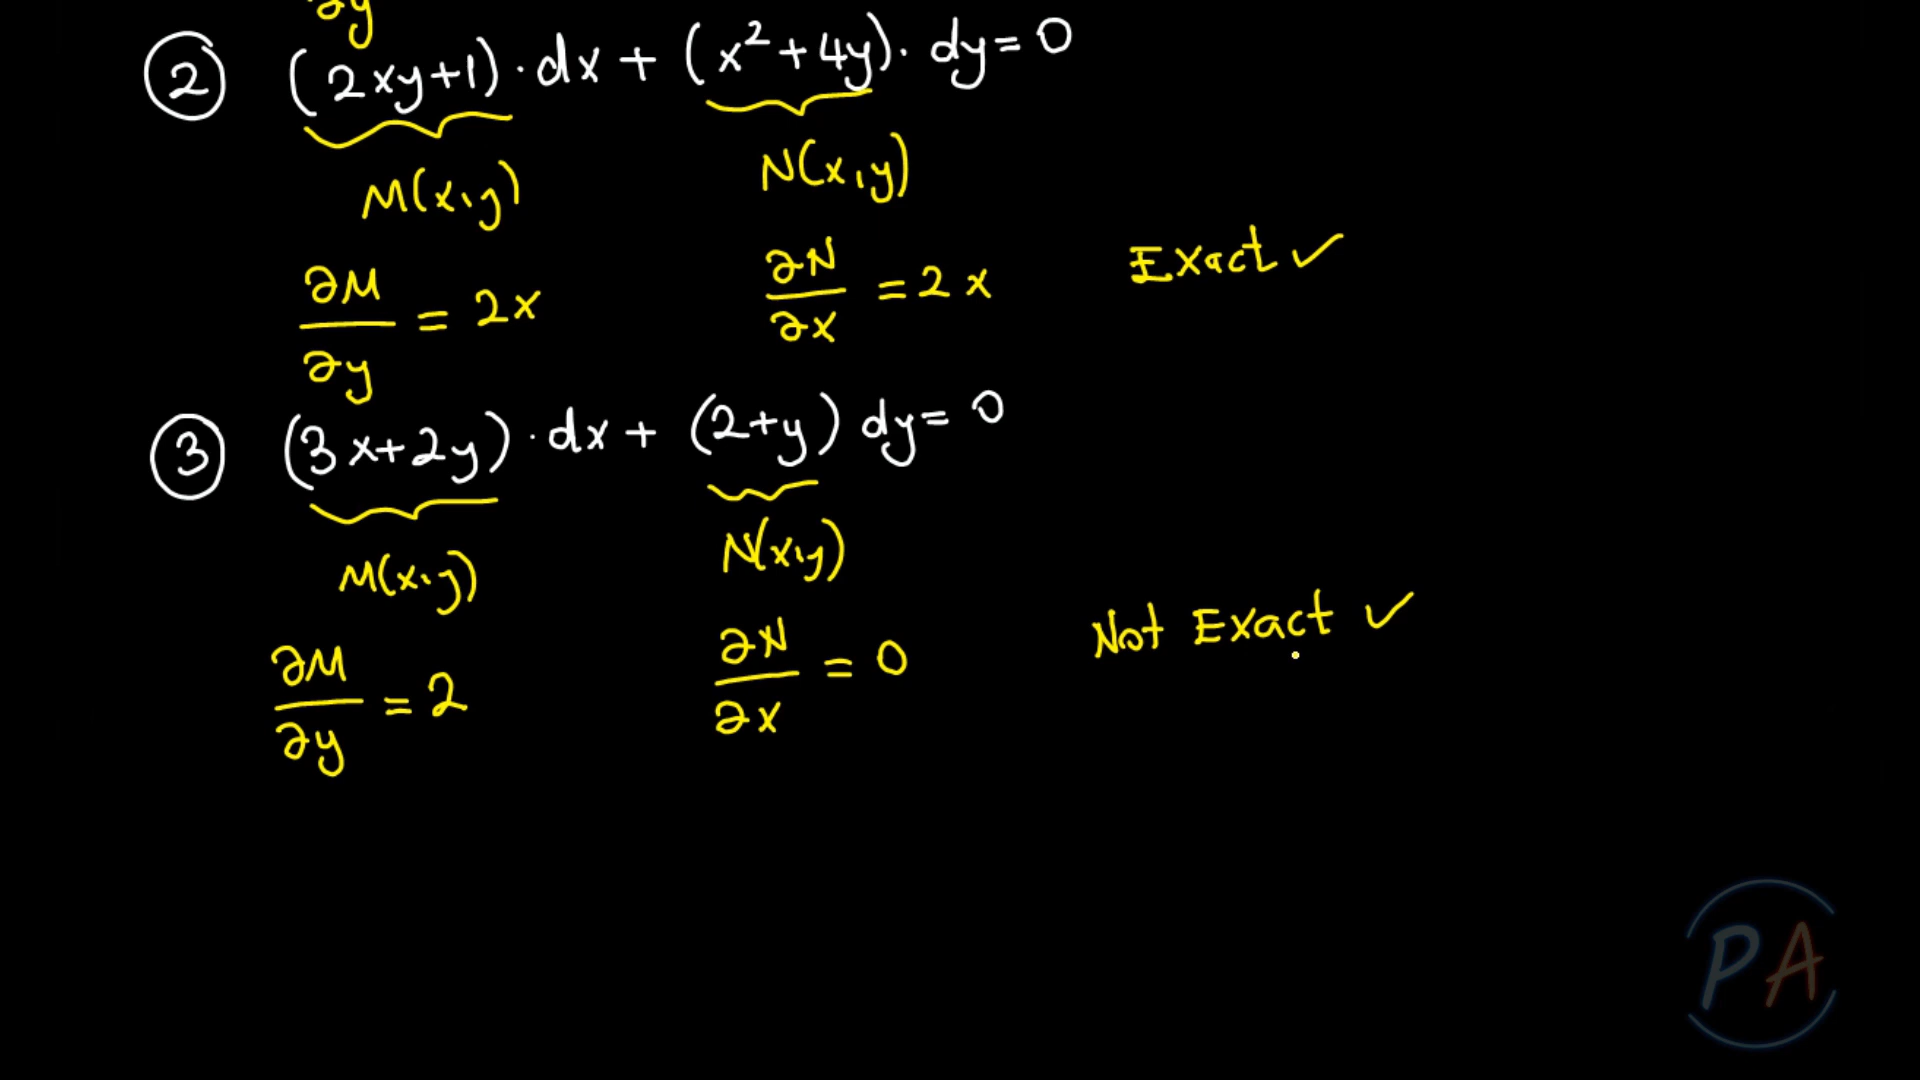 ∂y
② (2xy+1)·dx + (x²+4y)·dy=0
M(x,y) N(x,y)
∂M/∂y = 2x ∂N/∂x = 2x Exact ✓
③ (3x+2y)·dx + (2+y) dy=0
M(x,y) N(x,y)
∂M/∂y = 2 ∂N/∂x = 0 Not Exact ✓
PA